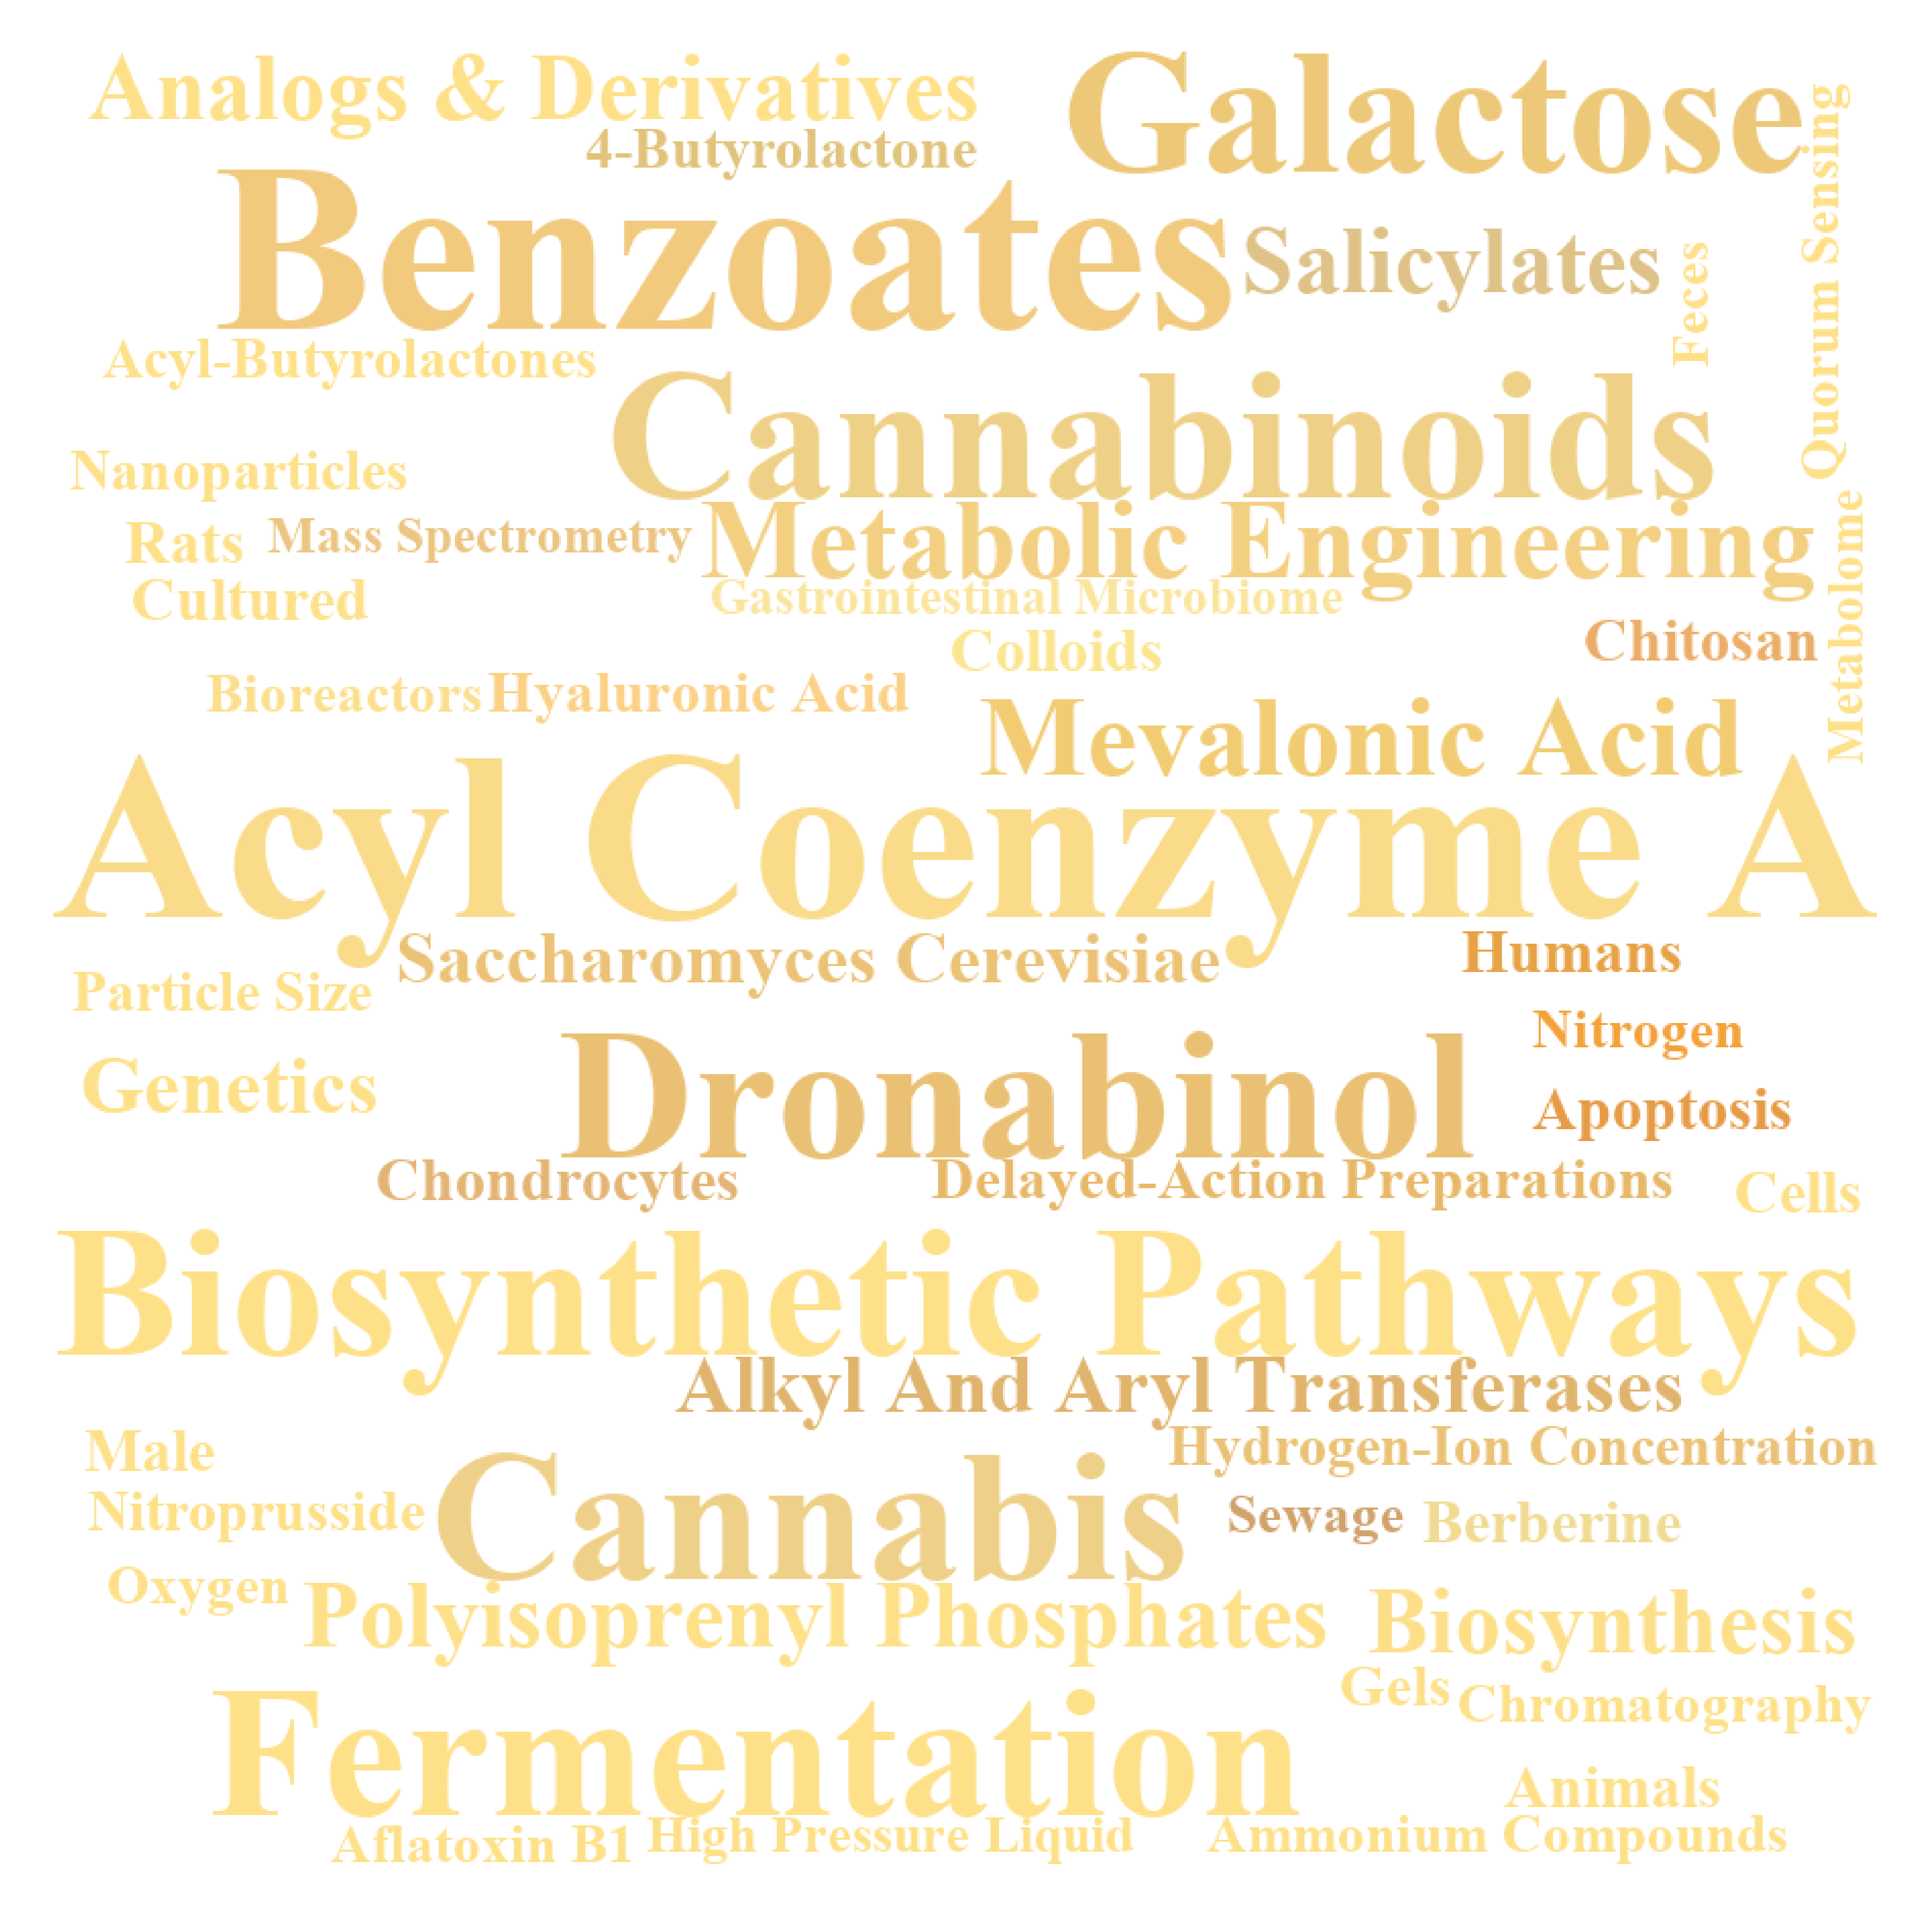 Analogs & Derivatives
Galactose
4-Butyrolactone
Quorum Sensing
Benzoates
Salicylates
Feces
Acyl-Butyrolactones
Cannabinoids
Nanoparticles
Metabolome
Rats
Mass Spectrometry
Metabolic Engineering
Cultured
Gastrointestinal Microbiome
Colloids
Chitosan
Bioreactors
Hyaluronic Acid
Mevalonic Acid
Acyl Coenzyme A
Saccharomyces Cerevisiae
Humans
Particle Size
Nitrogen
Genetics
Dronabinol
Apoptosis
Chondrocytes
Delayed-Action Preparations
Cells
Biosynthetic Pathways
Alkyl And Aryl Transferases
Male
Hydrogen-Ion Concentration
Nitroprusside
Cannabis
Sewage
Berberine
Oxygen
Polyisoprenyl Phosphates
Biosynthesis
Gels
Chromatography
Fermentation
Animals
Aflatoxin B1
High Pressure Liquid
Ammonium Compounds